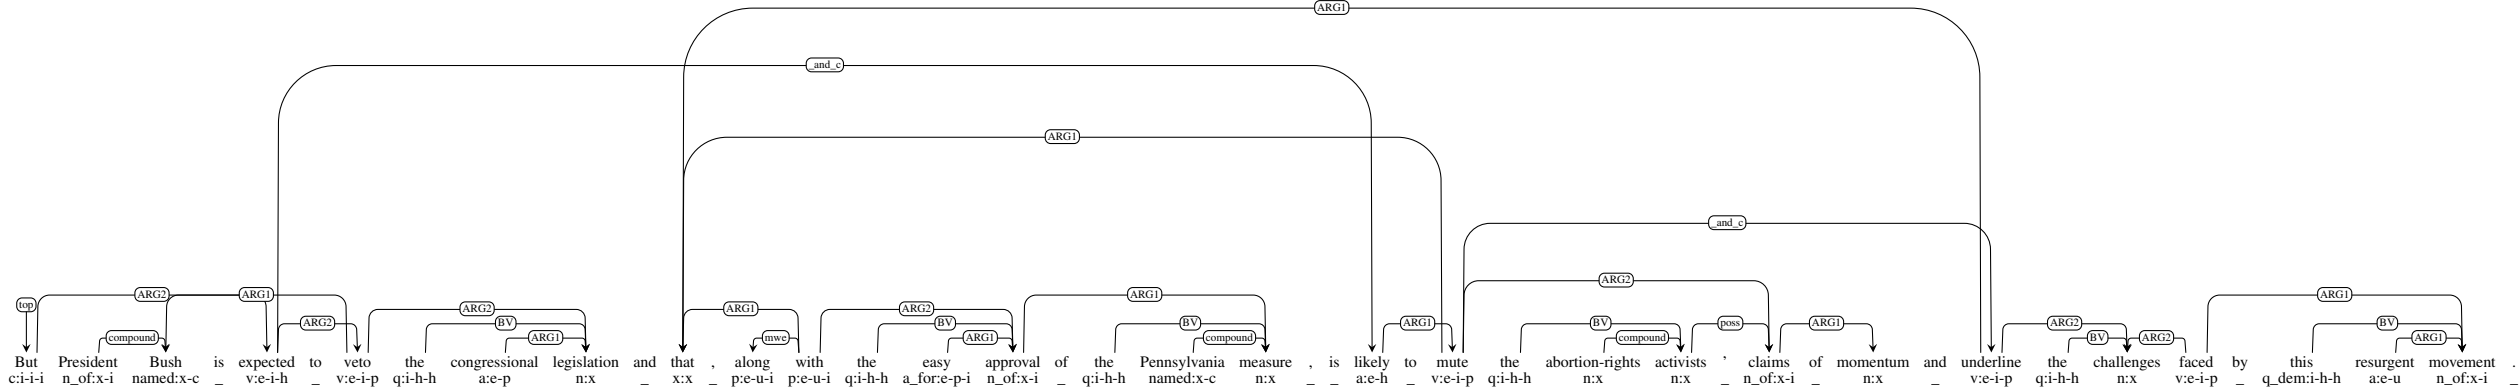 ARG1
_and_c
ARG1
_and_c
ARG2
top ARG2 ARG1 ARG1 ARG1
ARG2 ARG1 ARG2
ARG2 BV BV BV ARG1 BV poss ARG1 ARG2 BV
compound ARG1 mwe ARG1 compound compound BV ARG2 ARG1
But President Bush is expected to veto the congressional legislation and that , along with the easy approval of the Pennsylvania measure , is likely to mute the abortion-rights activists ' claims of momentum and underline the challenges faced by this resurgent movement .
c:i-i-i n_of:x-i named:x-c _ v:e-i-h _ v:e-i-p q:i-h-h a:e-p n:x _ x:x _ p:e-u-i p:e-u-i q:i-h-h a_for:e-p-i n_of:x-i _ q:i-h-h named:x-c n:x _ _ a:e-h _ v:e-i-p q:i-h-h n:x n:x _ n_of:x-i _ n:x _ v:e-i-p q:i-h-h n:x v:e-i-p _ q_dem:i-h-h a:e-u n_of:x-i _